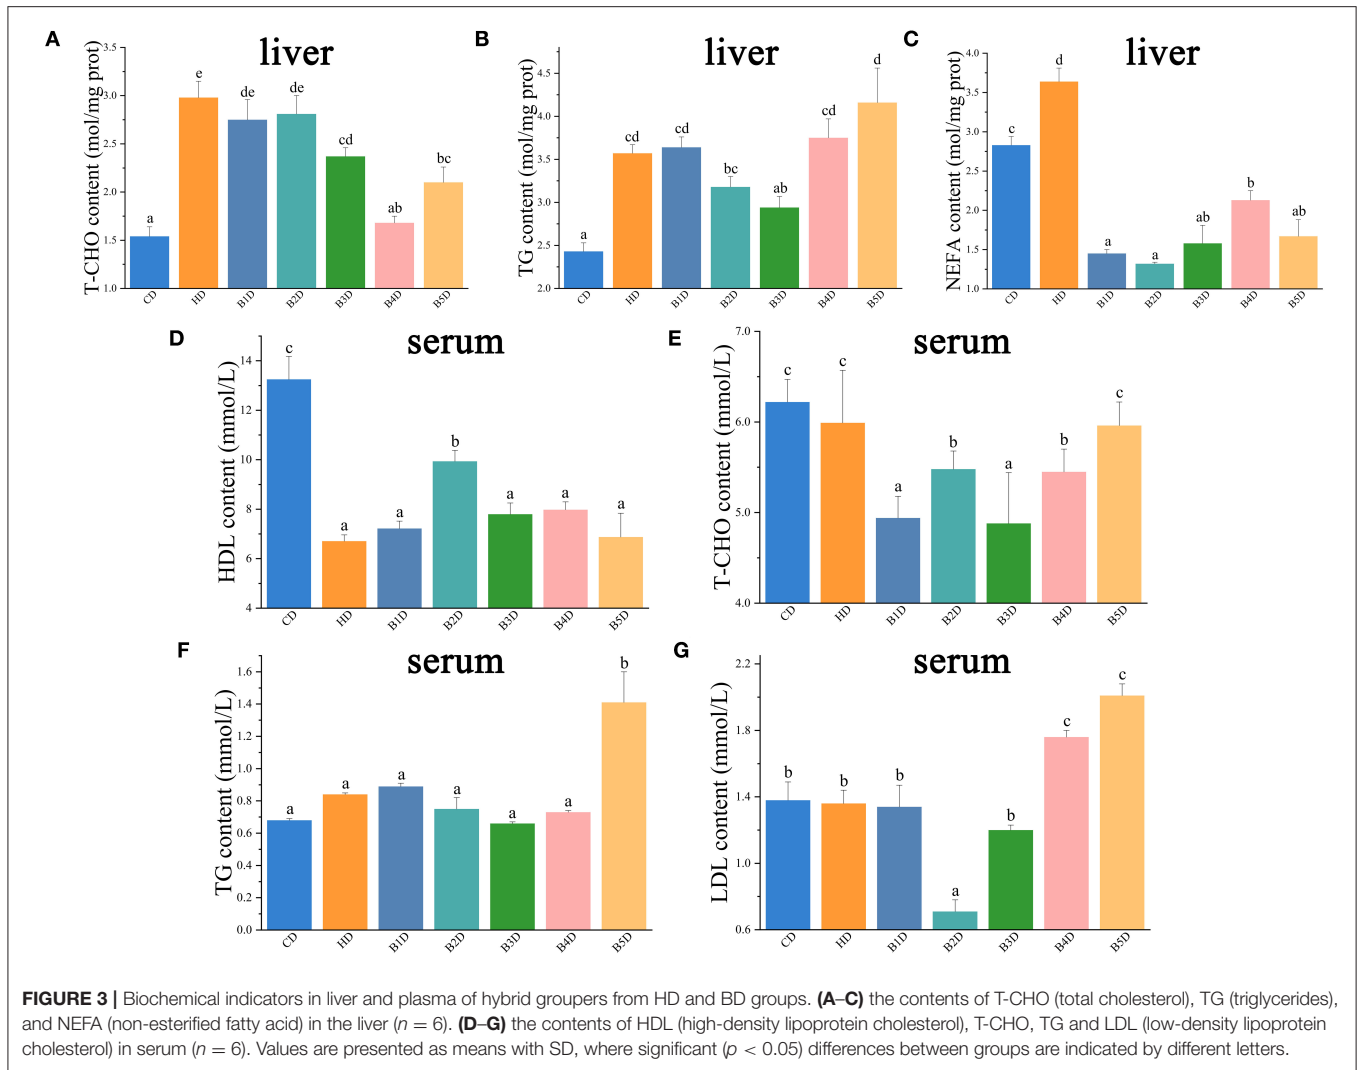 A
liver
T-CHO content (mol/mg prot)
3.5
3.0
2.5
2.0
1.5
1.0
a
e
de
de
cd
ab
bc
CD
HD
B1D
B2D
B3D
B4D
B5D
B
liver
TG content (mol/mg prot)
4.5
4.0
3.5
3.0
2.5
2.0
a
cd
cd
bc
ab
cd
d
CD
HD
B1D
B2D
B3D
B4D
B5D
C
liver
NEFA content (mol/mg prot)
4.0
3.5
3.0
2.5
2.0
1.5
1.0
c
d
a
a
ab
b
ab
CD
HD
B1D
B2D
B3D
B4D
B5D
D
serum
HDL content (mmol/L)
14
12
10
8
6
4
c
a
a
b
a
a
a
CD
HD
B1D
B2D
B3D
B4D
B5D
E
serum
T-CHO content (mmol/L)
7.0
6.0
5.0
4.0
c
c
a
b
a
b
c
CD
HD
B1D
B2D
B3D
B4D
B5D
F
serum
TG content (mmol/L)
1.6
1.4
1.2
1.0
0.8
0.6
0.4
0.2
0.0
a
a
a
a
a
a
b
CD
HD
B1D
B2D
B3D
B4D
B5D
G
serum
LDL content (mmol/L)
2.2
1.8
1.4
1.0
0.6
b
b
b
a
b
c
c
CD
HD
B1D
B2D
B3D
B4D
B5D
FIGURE 3 | Biochemical indicators in liver and plasma of hybrid groupers from HD and BD groups. (A–C) the contents of T-CHO (total cholesterol), TG (triglycerides),
and NEFA (non-esterified fatty acid) in the liver (n = 6). (D–G) the contents of HDL (high-density lipoprotein cholesterol), T-CHO, TG and LDL (low-density lipoprotein
cholesterol) in serum (n = 6). Values are presented as means with SD, where significant (p < 0.05) differences between groups are indicated by different letters.